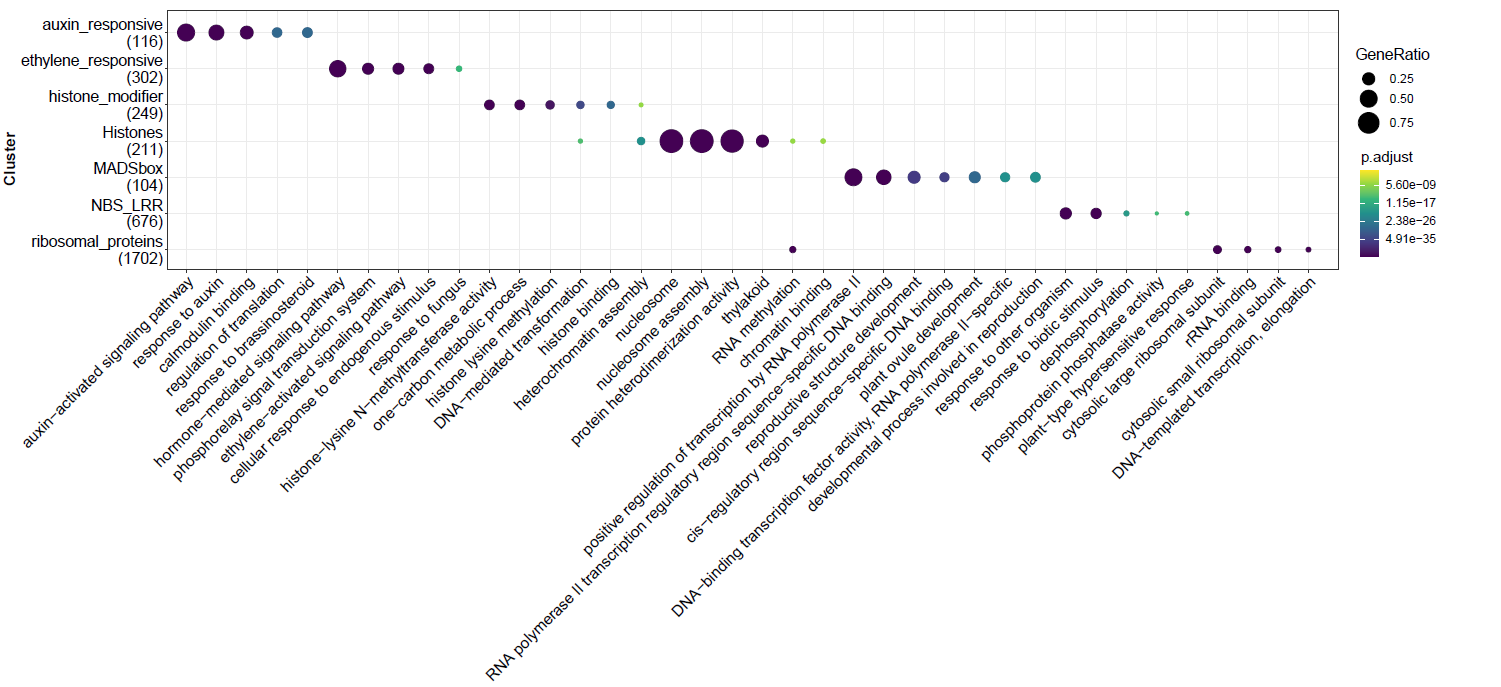 Cluster
auxin_responsive
(116)
ethylene_responsive
(302)
histone_modifier
(249)
Histones
(211)
MADSbox
(104)
NBS_LRR
(676)
ribosomal_proteins
(1702)
auxin−activated signaling pathway
response to auxin
calmodulin binding
regulation of translation
response to brassinosteroid
hormone−mediated signaling pathway
phosphorelay signal transduction system
ethylene−activated signaling pathway
cellular response to endogenous stimulus
response to fungus
histone−lysine N−methyltransferase activity
one−carbon metabolic process
histone lysine methylation
DNA−mediated transformation
histone binding
heterochromatin assembly
nucleosome
nucleosome assembly
protein heterodimerization activity
thylakoid
RNA methylation
chromatin binding
positive regulation of transcription by RNA polymerase II
RNA polymerase II transcription regulatory region sequence−specific DNA binding
reproductive structure development
cis−regulatory region sequence−specific DNA binding
plant ovule development
DNA−binding transcription factor activity, RNA polymerase II−specific
developmental process involved in reproduction
response to other organism
response to biotic stimulus
dephosphorylation
phosphoprotein phosphatase activity
plant−type hypersensitive response
cytosolic large ribosomal subunit
rRNA binding
cytosolic small ribosomal subunit
DNA−templated transcription, elongation
GeneRatio
0.25
0.50
0.75
p.adjust
5.60e−09
1.15e−17
2.38e−26
4.91e−35